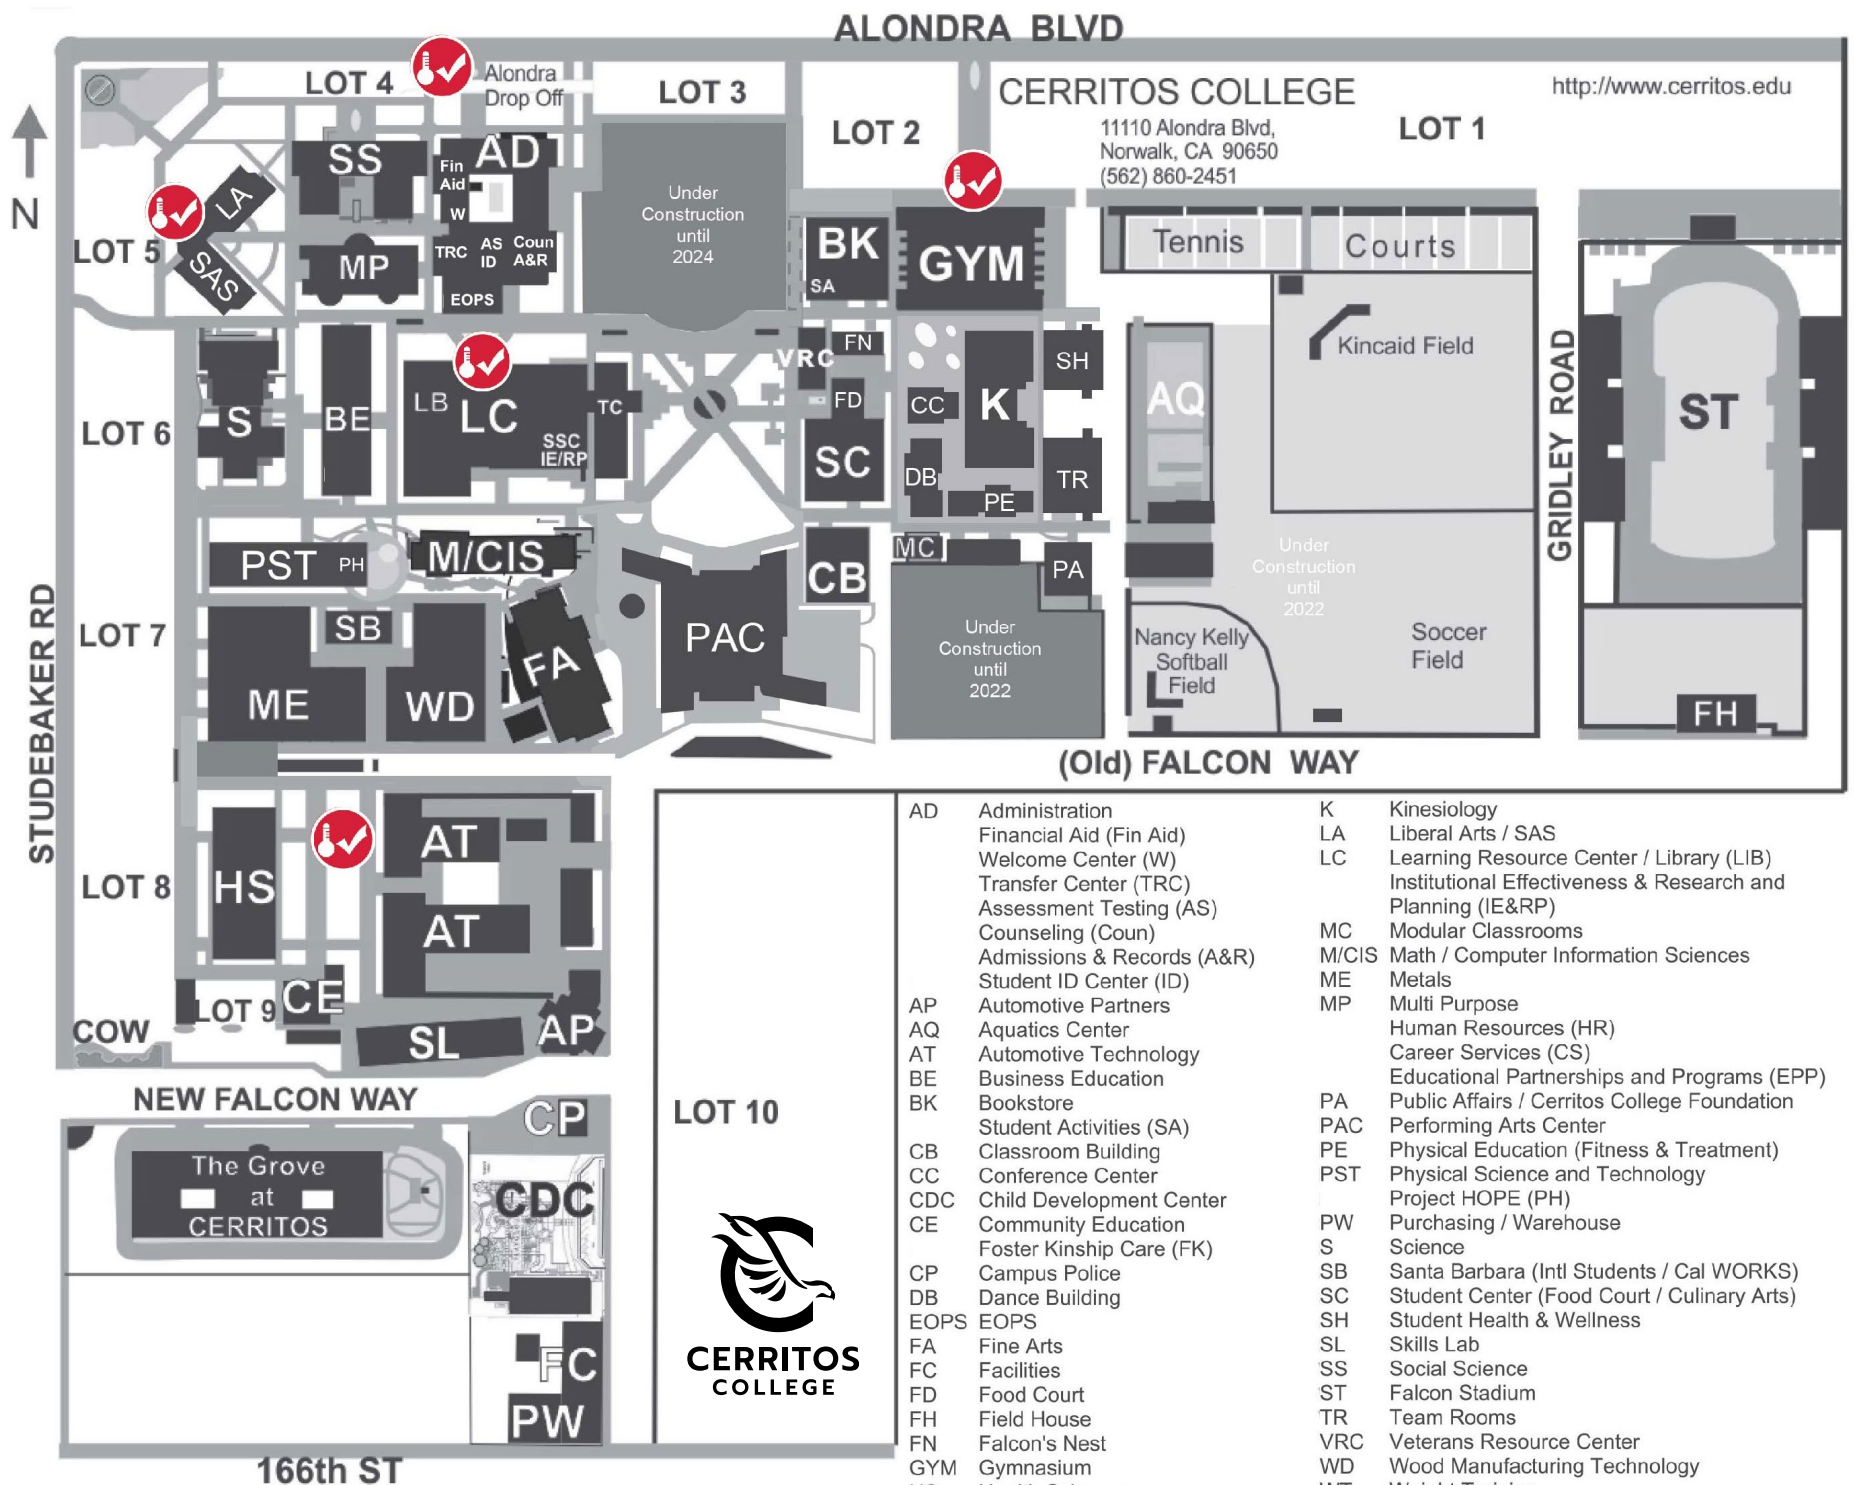 ALONDRA BLVD
LOT 4
Alondra
Drop Off
LOT 3
LOT 2
CERRITOS COLLEGE
11110 Alondra Blvd,
Norwalk, CA 90650
(562) 860-2451
LOT 1
http://www.cerritos.edu
N
SS
AD
Fin
Aid
W
TRC
AS
ID
Coun
A&R
EOPS
LA
SAS
LOT 5
MP
Under
Construction
until
2024
BK
SA
GYM
Tennis Courts
Kincaid Field
GRIDLEY ROAD
ST
LOT 6
S
BE
LB
LC
SSC
IE/RP
TC
VRC
FN
FD
SC
CC
K
DB
PE
SH
TR
AQ
PST
PH
M/CIS
CB
MC
PA
Under
Construction
until
2022
STUDEBAKER RD
LOT 7
SB
ME
WD
FA
PAC
Under
Construction
until
2022
Nancy Kelly
Softball
Field
Soccer
Field
FH
(Old) FALCON WAY
LOT 8
HS
AT
AT
LOT 9
CE
COW
SL
AP
NEW FALCON WAY
CP
The Grove
at
CERRITOS
CDC
FC
PW
166th ST
LOT 10
CERRITOS
COLLEGE
AD Administration
Financial Aid (Fin Aid)
Welcome Center (W)
Transfer Center (TRC)
Assessment Testing (AS)
Counseling (Coun)
Admissions & Records (A&R)
Student ID Center (ID)
AP Automotive Partners
AQ Aquatics Center
AT Automotive Technology
BE Business Education
BK Bookstore
Student Activities (SA)
CB Classroom Building
CC Conference Center
CDC Child Development Center
CE Community Education
Foster Kinship Care (FK)
CP Campus Police
DB Dance Building
EOPS EOPS
FA Fine Arts
FC Facilities
FD Food Court
FH Field House
FN Falcon's Nest
GYM Gymnasium
K Kinesiology
LA Liberal Arts / SAS
LC Learning Resource Center / Library (LIB)
Institutional Effectiveness & Research and
Planning (IE&RP)
MC Modular Classrooms
M/CIS Math / Computer Information Sciences
ME Metals
MP Multi Purpose
Human Resources (HR)
Career Services (CS)
Educational Partnerships and Programs (EPP)
PA Public Affairs / Cerritos College Foundation
PAC Performing Arts Center
PE Physical Education (Fitness & Treatment)
PST Physical Science and Technology
Project HOPE (PH)
PW Purchasing / Warehouse
S Science
SB Santa Barbara (Intl Students / Cal WORKS)
SC Student Center (Food Court / Culinary Arts)
SH Student Health & Wellness
SL Skills Lab
SS Social Science
ST Falcon Stadium
TR Team Rooms
VRC Veterans Resource Center
WD Wood Manufacturing Technology